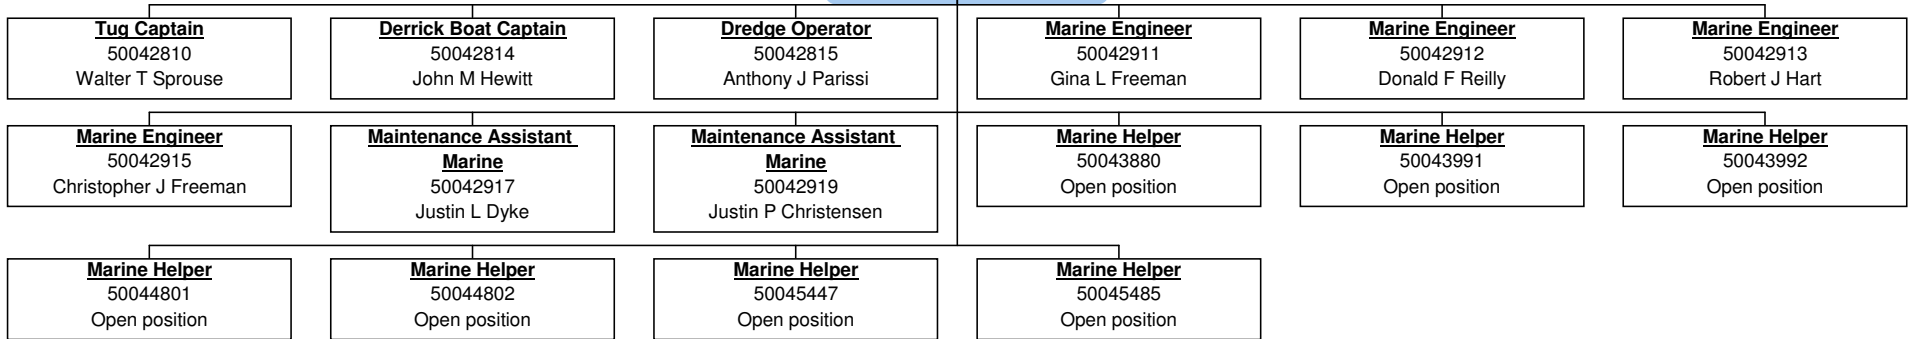 Tug Captain
50042810
Walter T Sprouse
Derrick Boat Captain
50042814
John M Hewitt
Dredge Operator
50042815
Anthony J Parissi
Marine Engineer
50042911
Gina L Freeman
Marine Engineer
50042912
Donald F Reilly
Marine Engineer
50042913
Robert J Hart
Marine Engineer
50042915
Christopher J Freeman
Maintenance Assistant
Marine
50042917
Justin L Dyke
Maintenance Assistant
Marine
50042919
Justin P Christensen
Marine Helper
50043880
Open position
Marine Helper
50043991
Open position
Marine Helper
50043992
Open position
Marine Helper
50044801
Open position
Marine Helper
50044802
Open position
Marine Helper
50045447
Open position
Marine Helper
50045485
Open position